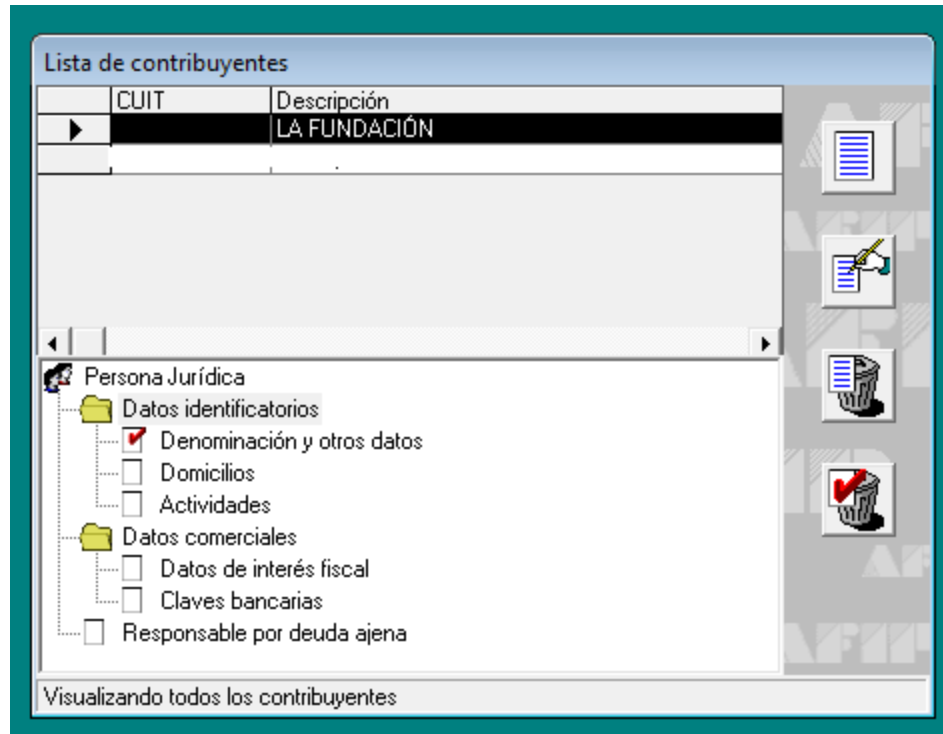 Lista de contribuyentes
CUIT Descripción
LA FUNDACIÓN
Persona Jurídica
Datos identificatorios
Denominación y otros datos
Domicilios
Actividades
Datos comerciales
Datos de interés fiscal
Claves bancarias
Responsable por deuda ajena
Visualizando todos los contribuyentes
AFIP